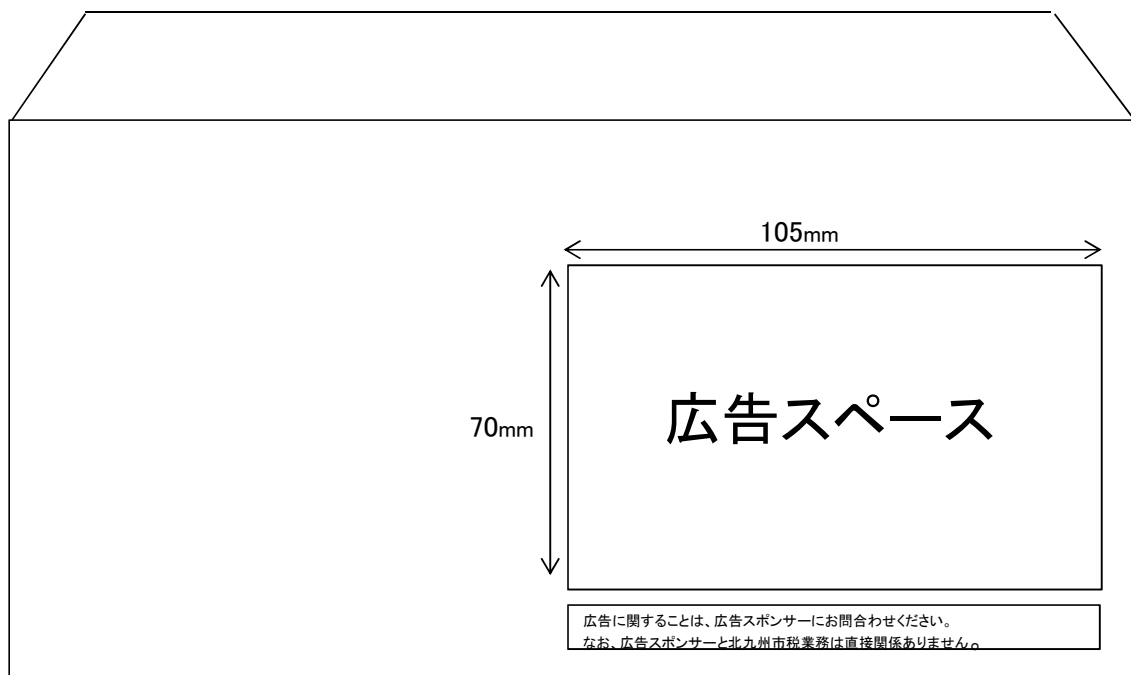 105mm
70mm
広告スペース
広告に関することは、広告スポンサーにお問合わせください。
なお、広告スポンサーと北九州市税業務は直接関係ありません。